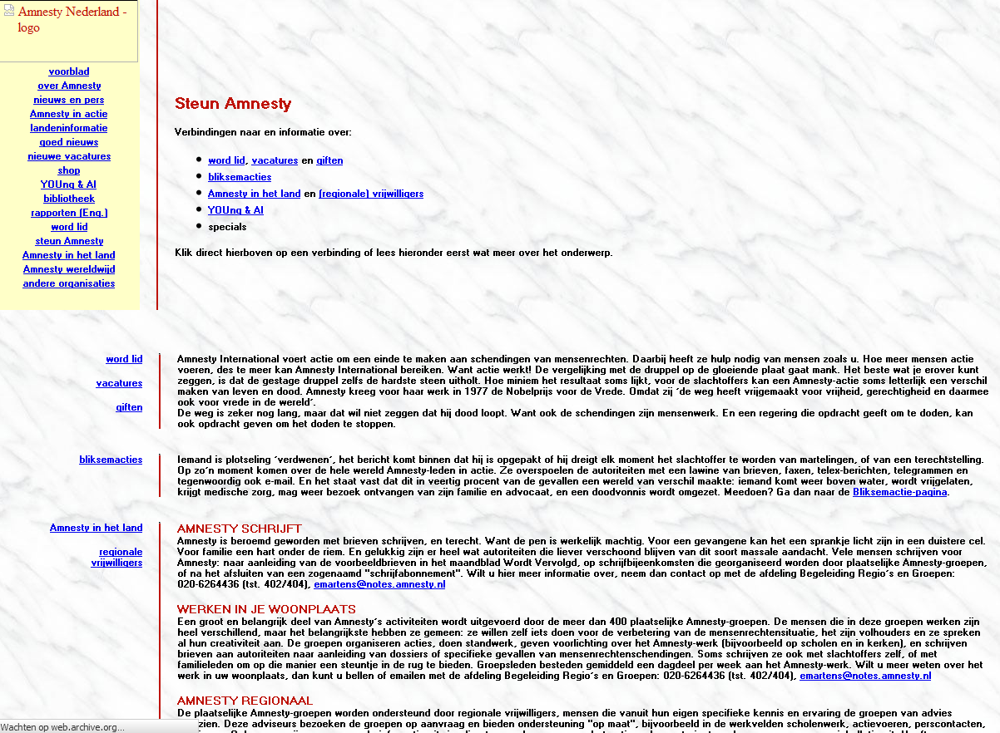 Amnesty Nederland -
logo
voorblad
over Amnesty
nieuws en pers
Amnesty in actie
landeninformatie
goed nieuws
nieuwe vacatures
shop
YOUng & AI
bibliotheek
rapporten (Eng.)
word lid
steun Amnesty
Amnesty in het land
Amnesty wereldwijd
andere organisaties
Steun Amnesty
Verbindingen naar en informatie over:
word lid, vacatures en giften
bliksemacties
Amnesty in het land en (regionale) vrijwilligers
YOUng & AI
specials
Klik direct hierboven op een verbinding of lees hieronder eerst wat meer over het onderwerp.
word lid
vacatures
giften
Amnesty International voert actie om een einde te maken aan schendingen van mensenrechten. Daarbij heeft ze hulp nodig van mensen zoals u. Hoe meer mensen actie
voeren, des te meer kan Amnesty International bereiken. Want actie werkt! De vergelijking met de druppel op de gloeiende plaat gaat mank. Het beste wat je erover kunt
zeggen, is dat de gestage druppel zelfs de hardste steen uitholt. Hoe miniem het resultaat soms lijkt, voor de slachtoffers kan een Amnesty-actie soms letterlijk een verschil
maken van leven en dood. Amnesty kreeg voor haar werk in 1977 de Nobelprijs voor de Vrede. Omdat zij ´de weg heeft vrijgemaakt voor vrijheid, gerechtigheid en daarmee
ook voor vrede in de wereld´.
De weg is zeker nog lang, maar dat wil niet zeggen dat hij dood loopt. Want ook de schendingen zijn mensenwerk. En een regering die opdracht geeft om te doden, kan
ook opdracht geven om het doden te stoppen.
bliksemacties
Iemand is plotseling ´verdwenen´, het bericht komt binnen dat hij is opgepakt of hij dreigt elk moment het slachtoffer te worden van martelingen, of van een terechtstelling.
Op zo´n moment komen over de hele wereld Amnesty-leden in actie. Ze overspoelen de autoriteiten met een lawine van brieven, faxen, telex-berichten, telegrammen en
tegenwoordig ook e-mail. En het staat vast dat dit in veertig procent van de gevallen een wereld van verschil maakte: iemand komt weer boven water, wordt vrijgelaten,
krijgt medische zorg, mag weer bezoek ontvangen van zijn familie en advocaat, en een doodvonnis wordt omgezet. Meedoen? Ga dan naar de Bliksemactie-pagina.
Amnesty in het land
regionale
vrijwilligers
AMNESTY SCHRIJFT
Amnesty is beroemd geworden met brieven schrijven, en terecht. Want de pen is werkelijk machtig. Voor een gevangene kan het een sprankje licht zijn in een duistere cel.
Voor familie een hart onder de riem. En gelukkig zijn er heel wat autoriteiten die liever verschoond blijven van dit soort massale aandacht. Vele mensen schrijven voor
Amnesty: naar aanleiding van de voorbeeldbrieven in het maandblad Wordt Vervolgd, op schrijfbijeenkomsten die georganiseerd worden door plaatselijke Amnesty-groepen,
of na het afsluiten van een zogenaamd "schrijfabonnement". Wilt u hier meer informatie over, neem dan contact op met de afdeling Begeleiding Regio´s en Groepen:
020-6264436 (tst. 402/404), emartens@notes.amnesty.nl
WERKEN IN JE WOONPLAATS
Een groot en belangrijk deel van Amnesty´s activiteiten wordt uitgevoerd door de meer dan 400 plaatselijke Amnesty-groepen. De mensen die in deze groepen werken zijn
heel verschillend, maar het belangrijkste hebben ze gemeen: ze willen zelf iets doen voor de verbetering van de mensenrechtensituatie, het zijn volhouders en ze spreken
al hun creativiteit aan. De groepen organiseren acties, doen standwerk, geven voorlichting over het Amnesty-werk (bijvoorbeeld op scholen en in kerken), en schrijven
brieven aan autoriteiten naar aanleiding van dossiers of specifieke gevallen van mensenrechtenschendingen. Soms schrijven ze ook met slachtoffers zelf, of met
familieleden om op die manier een steuntje in de rug te bieden. Groepsleden besteden gemiddeld een dagdeel per week aan het Amnesty-werk. Wilt u meer weten over het
werk in uw woonplaats, dan kunt u bellen of emailen met de afdeling Begeleiding Regio´s en Groepen: 020-6264436 (tst. 402/404), emartens@notes.amnesty.nl
AMNESTY REGIONAAL
De plaatselijke Amnesty-groepen worden ondersteund door regionale vrijwilligers, mensen die vanuit hun eigen specifieke kennis en ervaring de groepen van advies
zien. Deze adviseurs bezoeken de groepen op aanvraag en bieden ondersteuning "op maat", bijvoorbeeld in de werkvelden scholenwerk, actievoeren, perscontacten,
Wachten op web.archive.org...